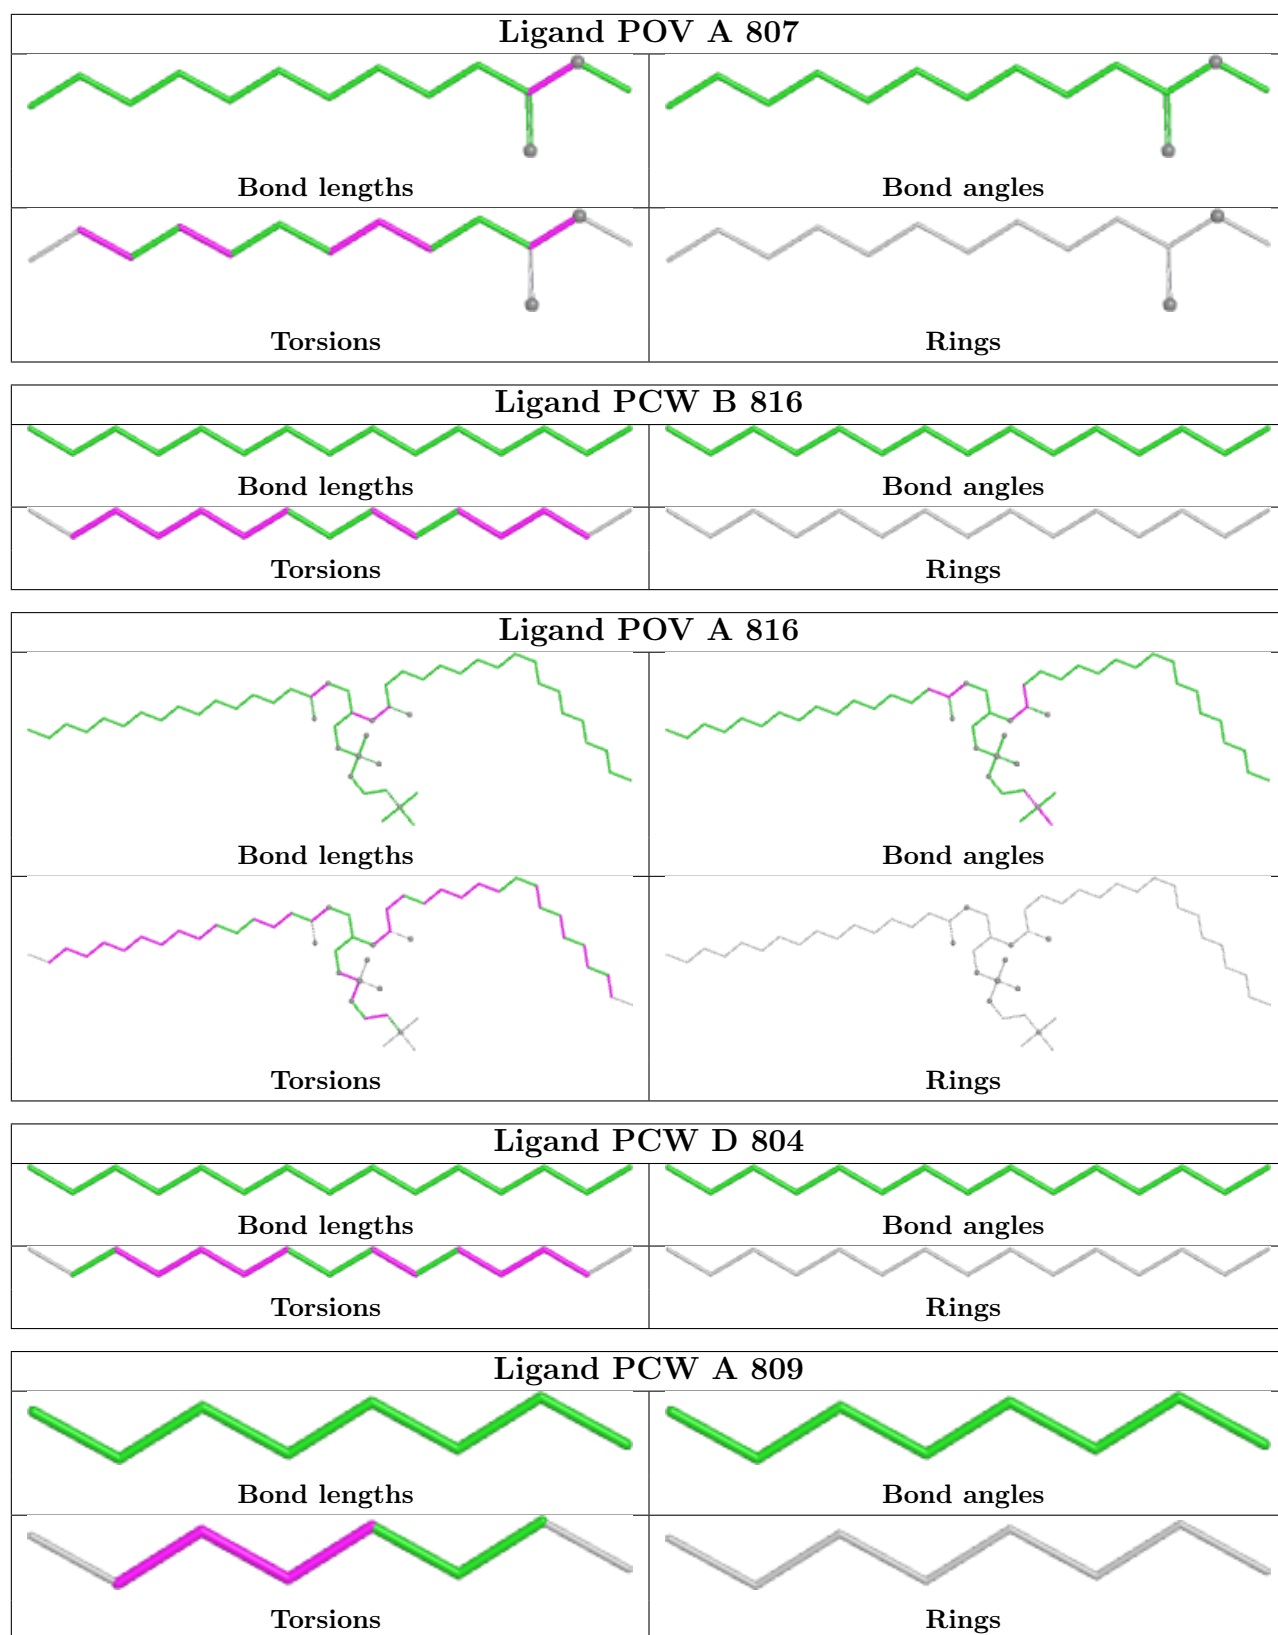 Ligand POV A 807
Bond lengths
Bond angles
Torsions
Rings
Ligand PCW B 816
Bond lengths
Bond angles
Torsions
Rings
Ligand POV A 816
Bond lengths
Bond angles
Torsions
Rings
Ligand PCW D 804
Bond lengths
Bond angles
Torsions
Rings
Ligand PCW A 809
Bond lengths
Bond angles
Torsions
Rings